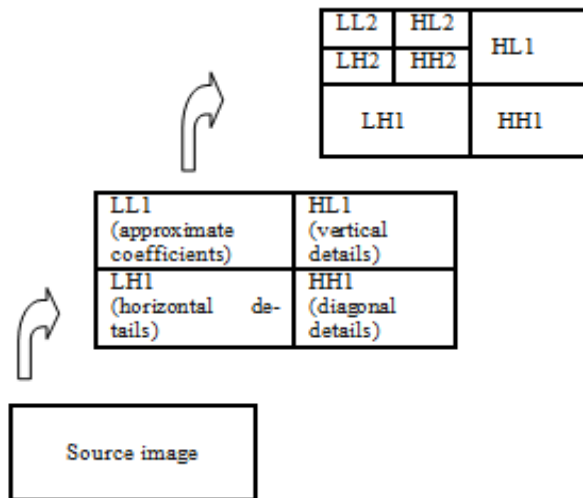 LL2 HL2
HL1
LH2 HH2
LH1 HH1
LL1
(approximate
coefficients)
HL1
(vertical
details)
LH1
(horizontal de-
tails)
HH1
(diagonal
details)
Source image